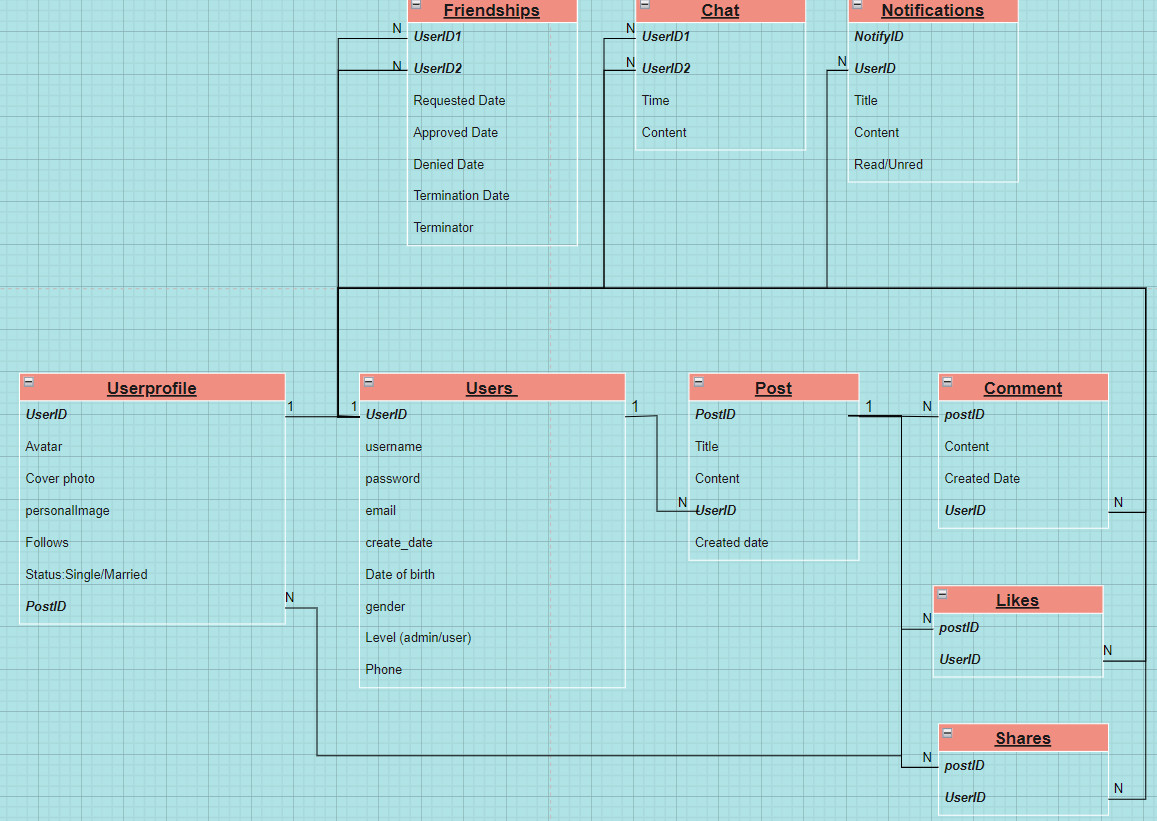 Friendships
N
UserID1
N
UserID2
Requested Date
Approved Date
Denied Date
Termination Date
Terminator
Chat
N
UserID1
N
UserID2
Time
Content
Notifications
NotifyID
N
UserID
Title
Content
Read/Unred
Userprofile
UserID
1
Avatar
Cover photo
personalImage
Follows
Status:Single/Married
PostID
N
Users
1
UserID
1
username
password
email
create_date
Date of birth
gender
Level (admin/user)
Phone
Post
PostID
1
Title
Content
N
UserID
Created date
Comment
N
postID
Content
Created Date
UserID
N
Likes
N
postID
UserID
N
Shares
N
postID
UserID
N